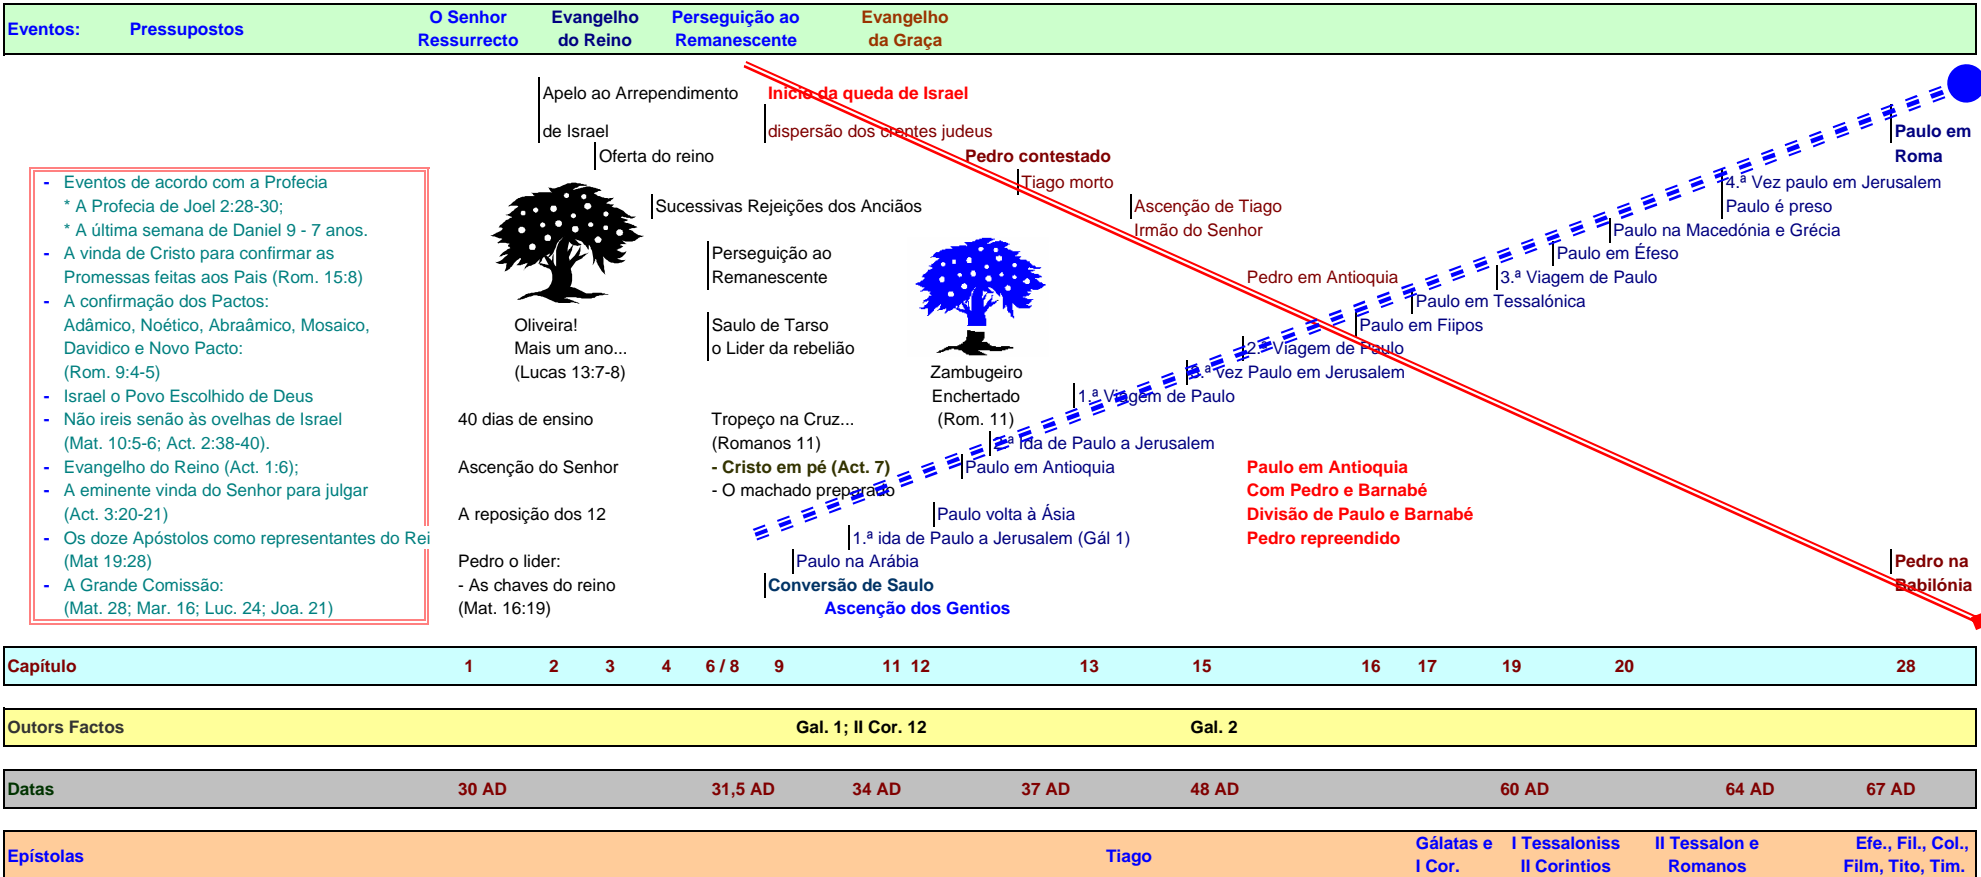 Eventos: Pressupostos
O Senhor
Ressurrecto
Evangelho
do Reino
Perseguição ao
Remanescente
Evangelho
da Graça
Apelo ao Arrependimento
de Israel
Oferta do reino
Início da queda de Israel
dispersão dos crentes judeus
Pedro contestado
Tiago morto
Sucessivas Rejeições dos Anciãos
Ascenção de Tiago
Irmão do Senhor
Paulo em
Roma
4.ª Vez paulo em Jerusalem
Paulo é preso
Paulo na Macedónia e Grécia
Paulo em Éfeso
3.ª Viagem de Paulo
Pedro em Antioquia
Paulo em Tessalónica
Paulo em Fiipos
2.ª Viagem de Paulo
vez Paulo em Jerusalem
1.ª Viagem de Paulo
ida de Paulo a Jerusalem
Paulo em Antioquia
Paulo volta à Ásia
1.ª ida de Paulo a Jerusalem (Gál 1)
Paulo na Arábia
Conversão de Saulo
Ascenção dos Gentios
- Eventos de acordo com a Profecia
* A Profecia de Joel 2:28-30;
* A última semana de Daniel 9 - 7 anos.
- A vinda de Cristo para confirmar as
Promessas feitas aos Pais (Rom. 15:8)
- A confirmação dos Pactos:
Adâmico, Noético, Abraâmico, Mosaico,
Davidico e Novo Pacto:
(Rom. 9:4-5)
- Israel o Povo Escolhido de Deus
- Não ireis senão às ovelhas de Israel
(Mat. 10:5-6; Act. 2:38-40).
- Evangelho do Reino (Act. 1:6);
- A eminente vinda do Senhor para julgar
(Act. 3:20-21)
- Os doze Apóstolos como representantes do Rei
(Mat 19:28)
- A Grande Comissão:
(Mat. 28; Mar. 16; Luc. 24; Joa. 21)
Oliveira!
Mais um ano...
(Lucas 13:7-8)
40 dias de ensino
Ascenção do Senhor
A reposição dos 12
Pedro o lider:
- As chaves do reino
(Mat. 16:19)
Perseguição ao
Remanescente
Saulo de Tarso
o Lider da rebelião
Tropeço na Cruz...
(Romanos 11)
- Cristo em pé (Act. 7)
- O machado preparado
Zambugeiro
Enchertado
(Rom. 11)
Paulo em Antioquia
Com Pedro e Barnabé
Divisão de Paulo e Barnabé
Pedro repreendido
Pedro na
Babilónia
Capítulo 1 2 3 4 6 / 8 9 11 12 13 15 16 17 19 20 28
Outors Factos Gal. 1; II Cor. 12 Gal. 2
Datas 30 AD 31,5 AD 34 AD 37 AD 48 AD 60 AD 64 AD 67 AD
Epístolas
Tiago
Gálatas e
I Cor.
I Tessaloniss
II Corintios
II Tessalon e
Romanos
Efe., Fil., Col.,
Film, Tito, Tim.